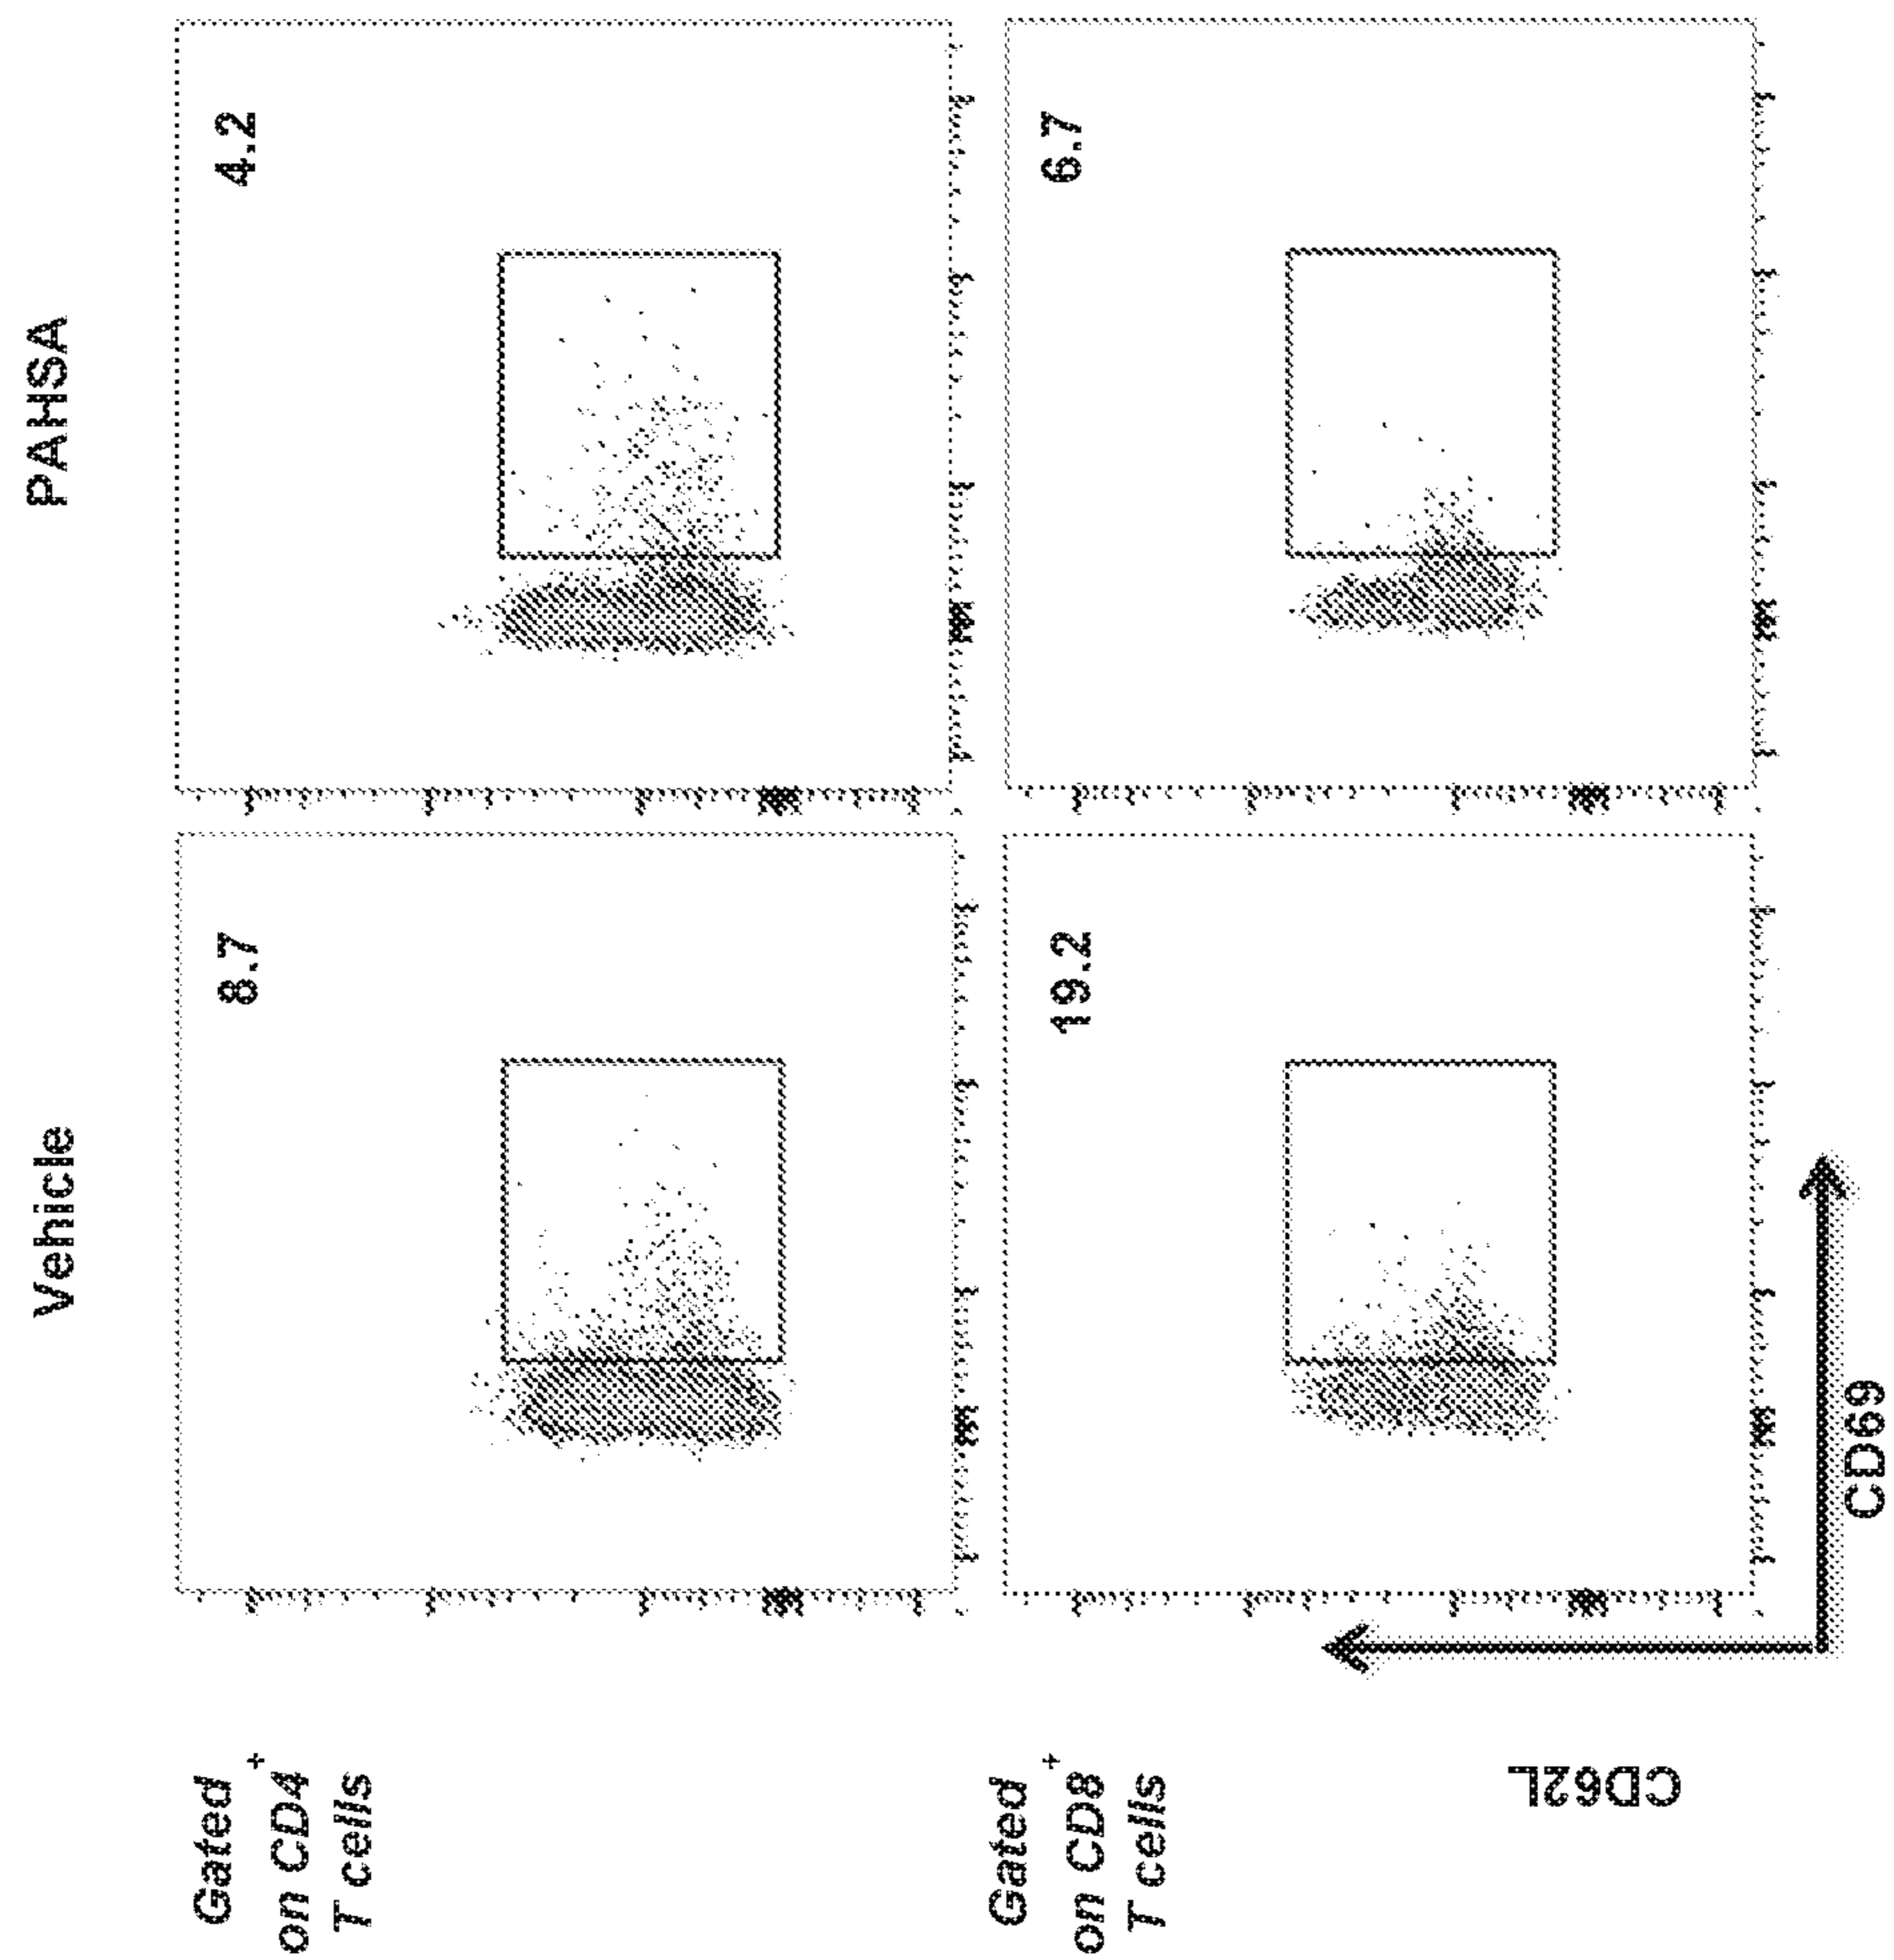 Vehicle
PAHSA
Gated
on CD4⁺
T cells
8.7
4.2
Gated
on CD8⁺
T cells
19.2
6.7
CD62L
CD69